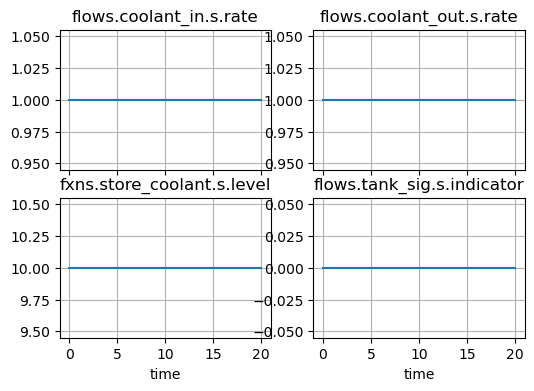 flows.coolant_in.s.rate
1.050
1.025
1.000
0.975
0.950
flows.coolant_out.s.rate
1.050
1.025
1.000
0.975
0.950
fxns.store_coolant.s.level
10.50
10.25
10.00
9.75
9.50
0 5 10 15 20
time
flows.tank_sig.s.indicator
0.050
0.025
0.000
−0.025
−0.050
0 5 10 15 20
time